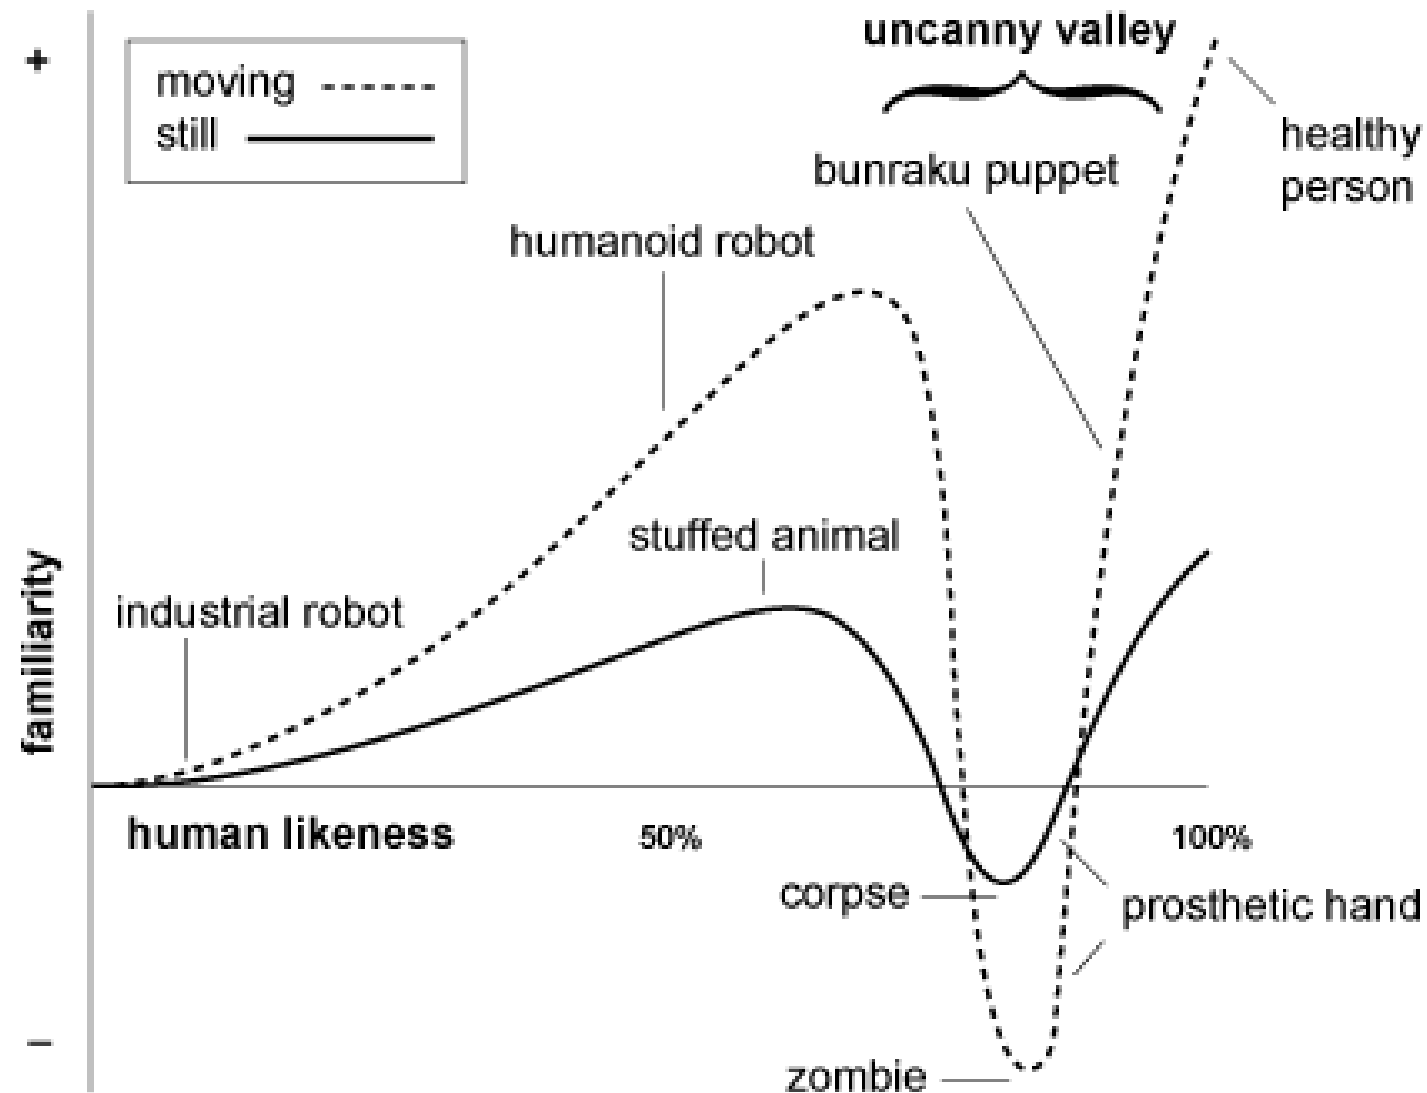 uncanny valley
+
moving
still
healthy
person
bunraku puppet
humanoid robot
stuffed animal
industrial robot
familiarity
human likeness
50%
100%
corpse
prosthetic hand
–
zombie